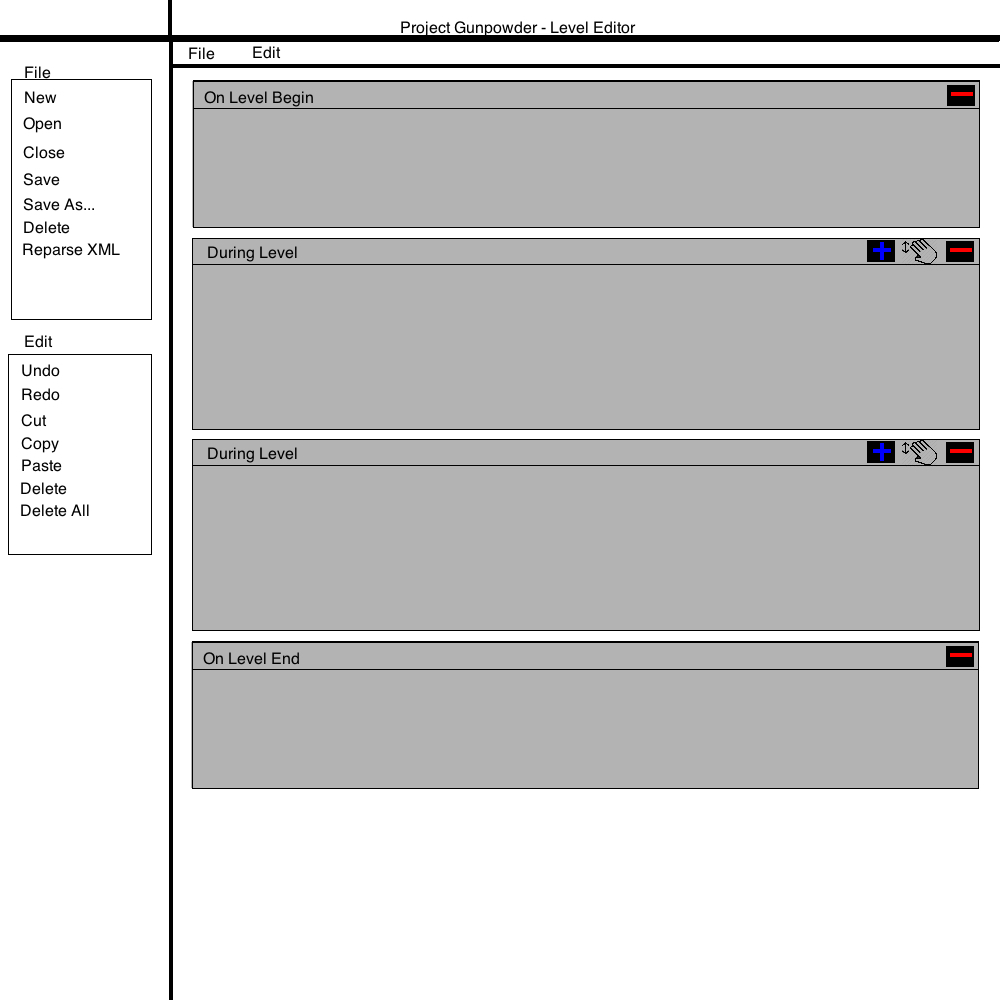 Project Gunpowder - Level Editor
File Edit
File
New
Open
Close
Save
Save As...
Delete
Reparse XML
Edit
Undo
Redo
Cut
Copy
Paste
Delete
Delete All
On Level Begin
During Level
During Level
On Level End